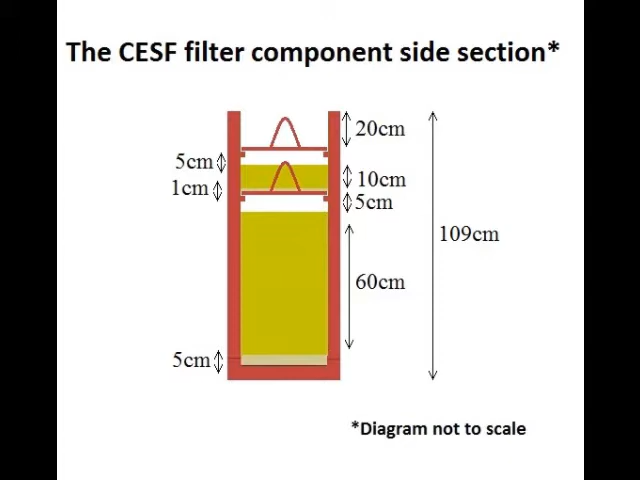 The CESF filter component side section*
20cm
5cm
10cm
1cm
5cm
109cm
60cm
5cm
*Diagram not to scale